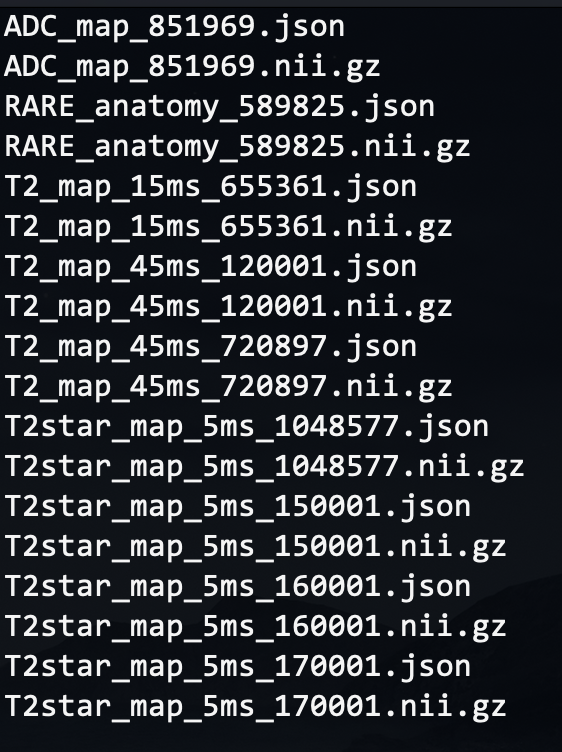 ADC_map_851969.json
ADC_map_851969.nii.gz
RARE_anatomy_589825.json
RARE_anatomy_589825.nii.gz
T2_map_15ms_655361.json
T2_map_15ms_655361.nii.gz
T2_map_45ms_120001.json
T2_map_45ms_120001.nii.gz
T2_map_45ms_720897.json
T2_map_45ms_720897.nii.gz
T2star_map_5ms_1048577.json
T2star_map_5ms_1048577.nii.gz
T2star_map_5ms_150001.json
T2star_map_5ms_150001.nii.gz
T2star_map_5ms_160001.json
T2star_map_5ms_160001.nii.gz
T2star_map_5ms_170001.json
T2star_map_5ms_170001.nii.gz